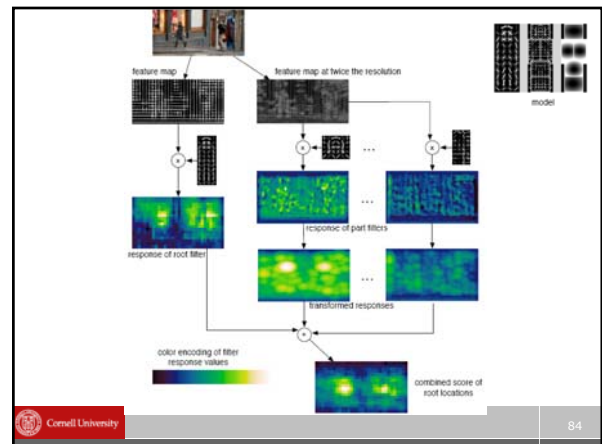 feature map
feature map at twice the resolution
model
x
x
x
...
...
response of part filters
response of root filter
...
transformed responses
+
color encoding of filter
response values
combined score of
root locations
Cornell University
84